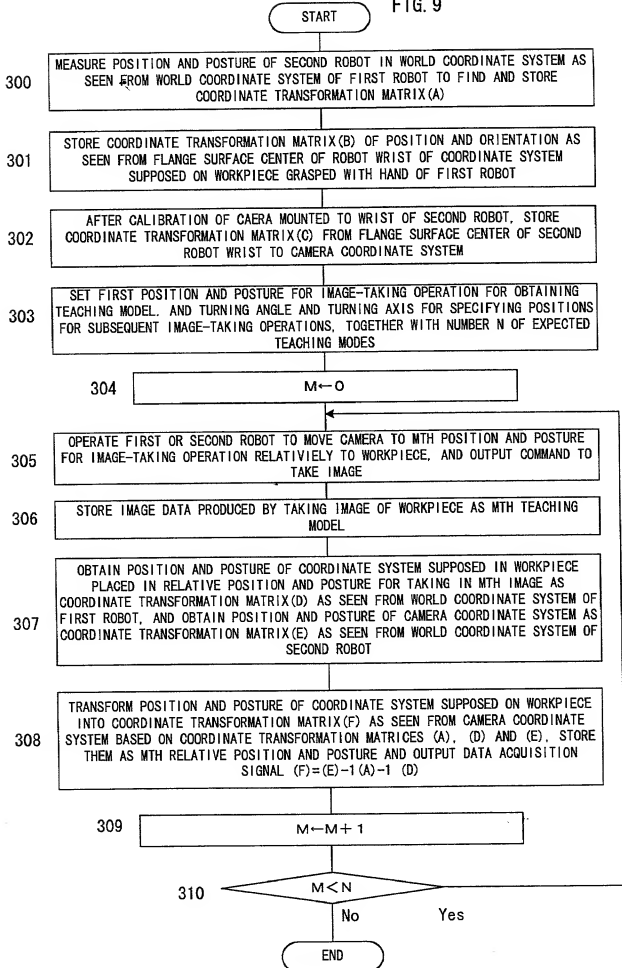 FIG. 9
START
300
MEASURE POSITION AND POSTURE OF SECOND ROBOT IN WORLD COORDINATE SYSTEM AS
SEEN FROM WORLD COORDINATE SYSTEM OF FIRST ROBOT TO FIND AND STORE
COORDINATE TRANSFORMATION MATRIX(A)
301
STORE COORDINATE TRANSFORMATION MATRIX(B) OF POSITION AND ORIENTATION AS
SEEN FROM FLANGE SURFACE CENTER OF ROBOT WRIST OF COORDINATE SYSTEM
SUPPOSED ON WORKPIECE GRASPED WITH HAND OF FIRST ROBOT
302
AFTER CALIBRATION OF CAERA MOUNTED TO WRIST OF SECOND ROBOT, STORE
COORDINATE TRANSFORMATION MATRIX(C) FROM FLANGE SURFACE CENTER OF SECOND
ROBOT WRIST TO CAMERA COORDINATE SYSTEM
303
SET FIRST POSITION AND POSTURE FOR IMAGE-TAKING OPERATION FOR OBTAINING
TEACHING MODEL, AND TURNING ANGLE AND TURNING AXIS FOR SPECIFYING POSITIONS
FOR SUBSEQUENT IMAGE-TAKING OPERATIONS, TOGETHER WITH NUMBER N OF EXPECTED
TEACHING MODES
304
M←0
305
OPERATE FIRST OR SECOND ROBOT TO MOVE CAMERA TO MTH POSITION AND POSTURE
FOR IMAGE-TAKING OPERATION RELATIVIELY TO WORKPIECE, AND OUTPUT COMMAND TO
TAKE IMAGE
306
STORE IMAGE DATA PRODUCED BY TAKING IMAGE OF WORKPIECE AS MTH TEACHING
MODEL
307
OBTAIN POSITION AND POSTURE OF COORDINATE SYSTEM SUPPOSED IN WORKPIECE
PLACED IN RELATIVE POSITION AND POSTURE FOR TAKING IN MTH IMAGE AS
COORDINATE TRANSFORMATION MATRIX(D) AS SEEN FROM WORLD COORDINATE SYSTEM OF
FIRST ROBOT, AND OBTAIN POSITION AND POSTURE OF CAMERA COORDINATE SYSTEM AS
COORDINATE TRANSFORMATION MATRIX(E) AS SEEN FROM WORLD COORDINATE SYSTEM OF
SECOND ROBOT
308
TRANSFORM POSITION AND POSTURE OF COORDINATE SYSTEM SUPPOSED ON WORKPIECE
INTO COORDINATE TRANSFORMATION MATRIX(F) AS SEEN FROM CAMERA COORDINATE
SYSTEM BASED ON COORDINATE TRANSFORMATION MATRICES (A), (D) AND (E), STORE
THEM AS MTH RELATIVE POSITION AND POSTURE AND OUTPUT DATA ACQUISITION
SIGNAL (F)=(E)-1(A)-1 (D)
309
M←M+1
310
M<N
No
Yes
END